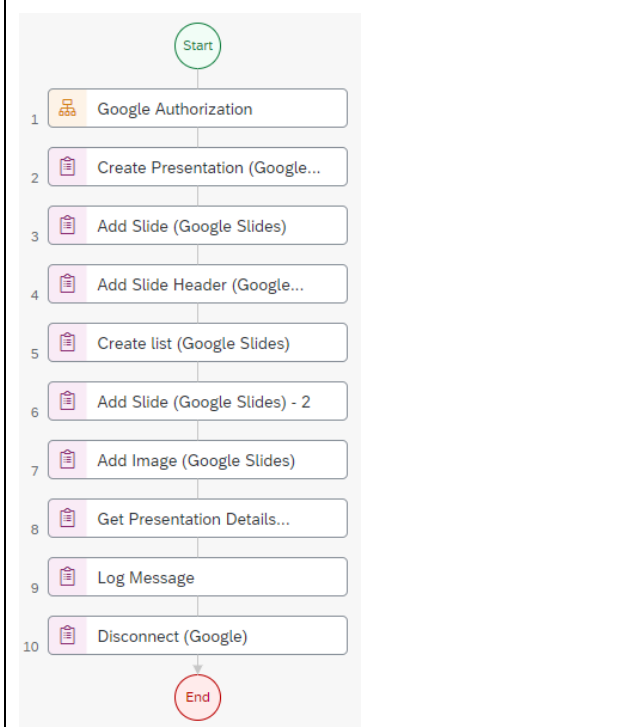 Start
1 Google Authorization
2 Create Presentation (Google...
3 Add Slide (Google Slides)
4 Add Slide Header (Google...
5 Create list (Google Slides)
6 Add Slide (Google Slides) - 2
7 Add Image (Google Slides)
8 Get Presentation Details...
9 Log Message
10 Disconnect (Google)
End